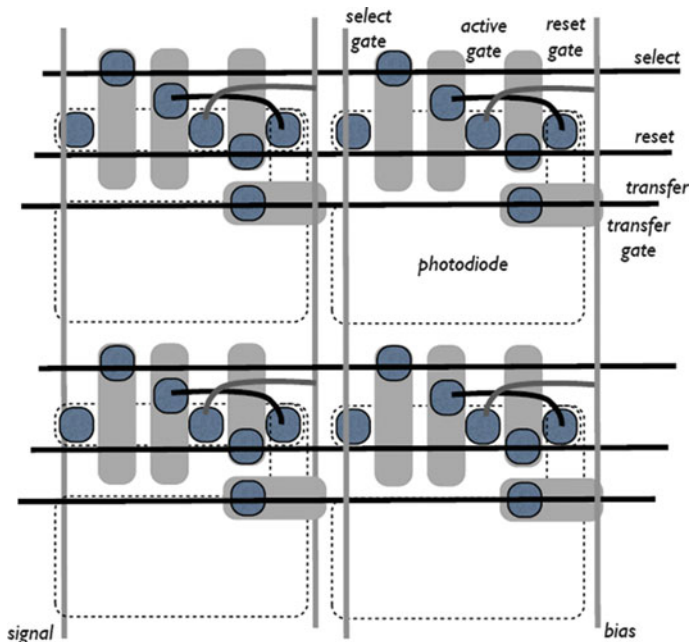 select
gate
active
gate
reset
gate
select
reset
transfer
transfer
gate
photodiode
signal
bias